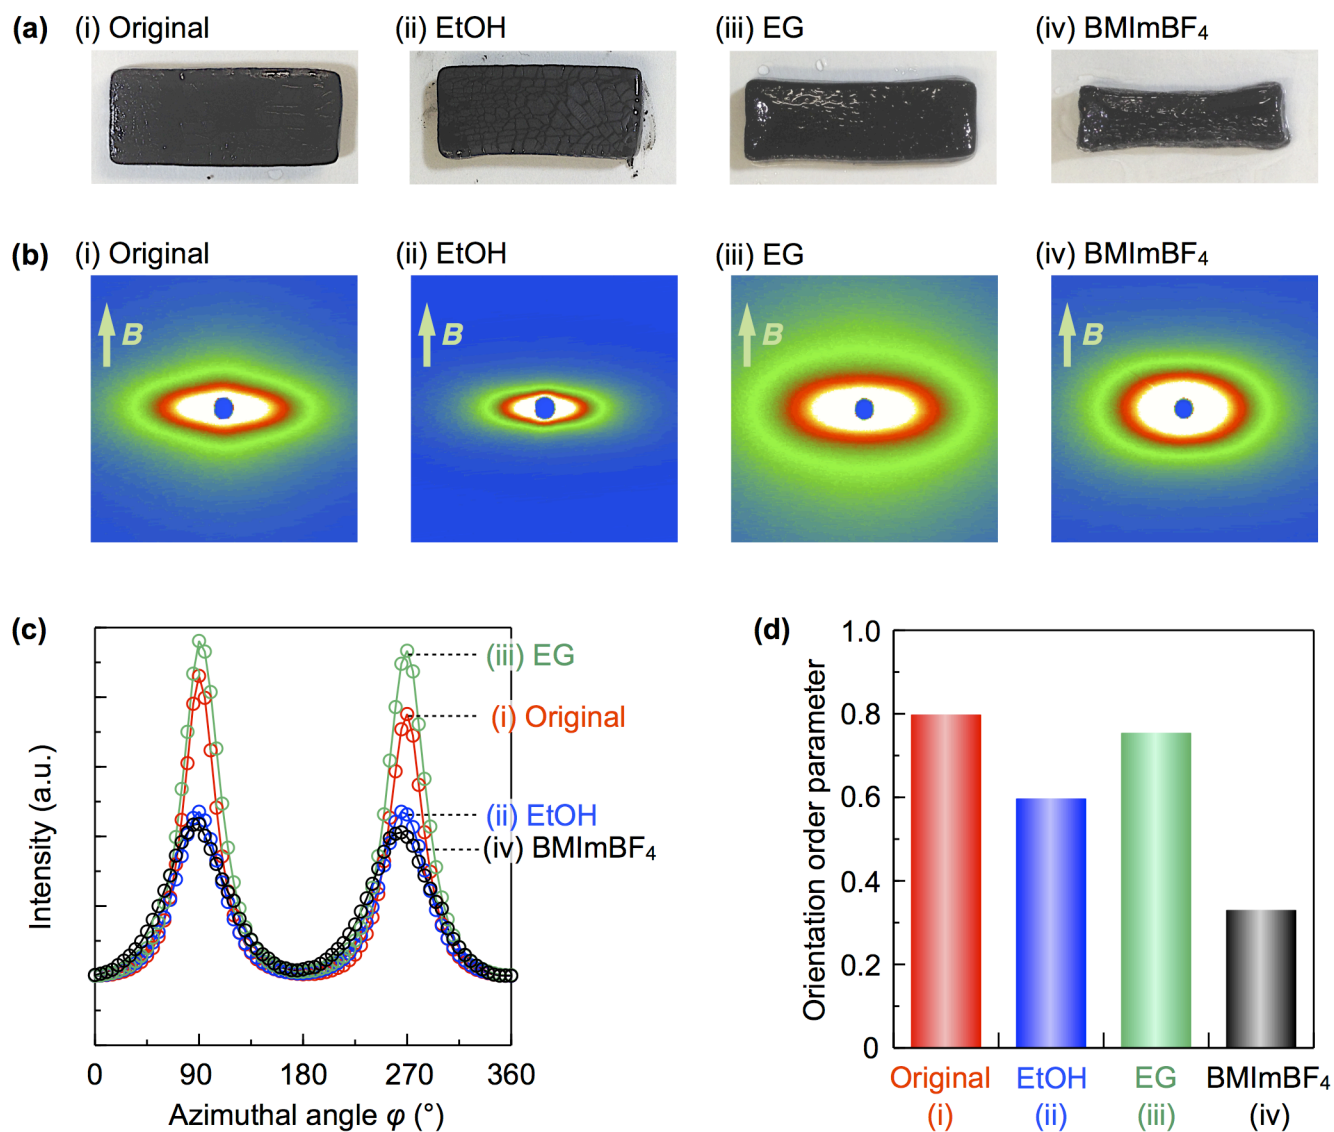 (a) (i) Original (ii) EtOH (iii) EG (iv) BMImBF₄
(b) (i) Original (ii) EtOH (iii) EG (iv) BMImBF₄
B B B B
(c)
Intensity (a.u.)
(iii) EG
(i) Original
(ii) EtOH
(iv) BMImBF₄
0 90 180 270 360
Azimuthal angle φ (°)
(d)
Orientation order parameter
1.0
0.8
0.6
0.4
0.2
0
Original EtOH EG BMImBF₄
(i) (ii) (iii) (iv)